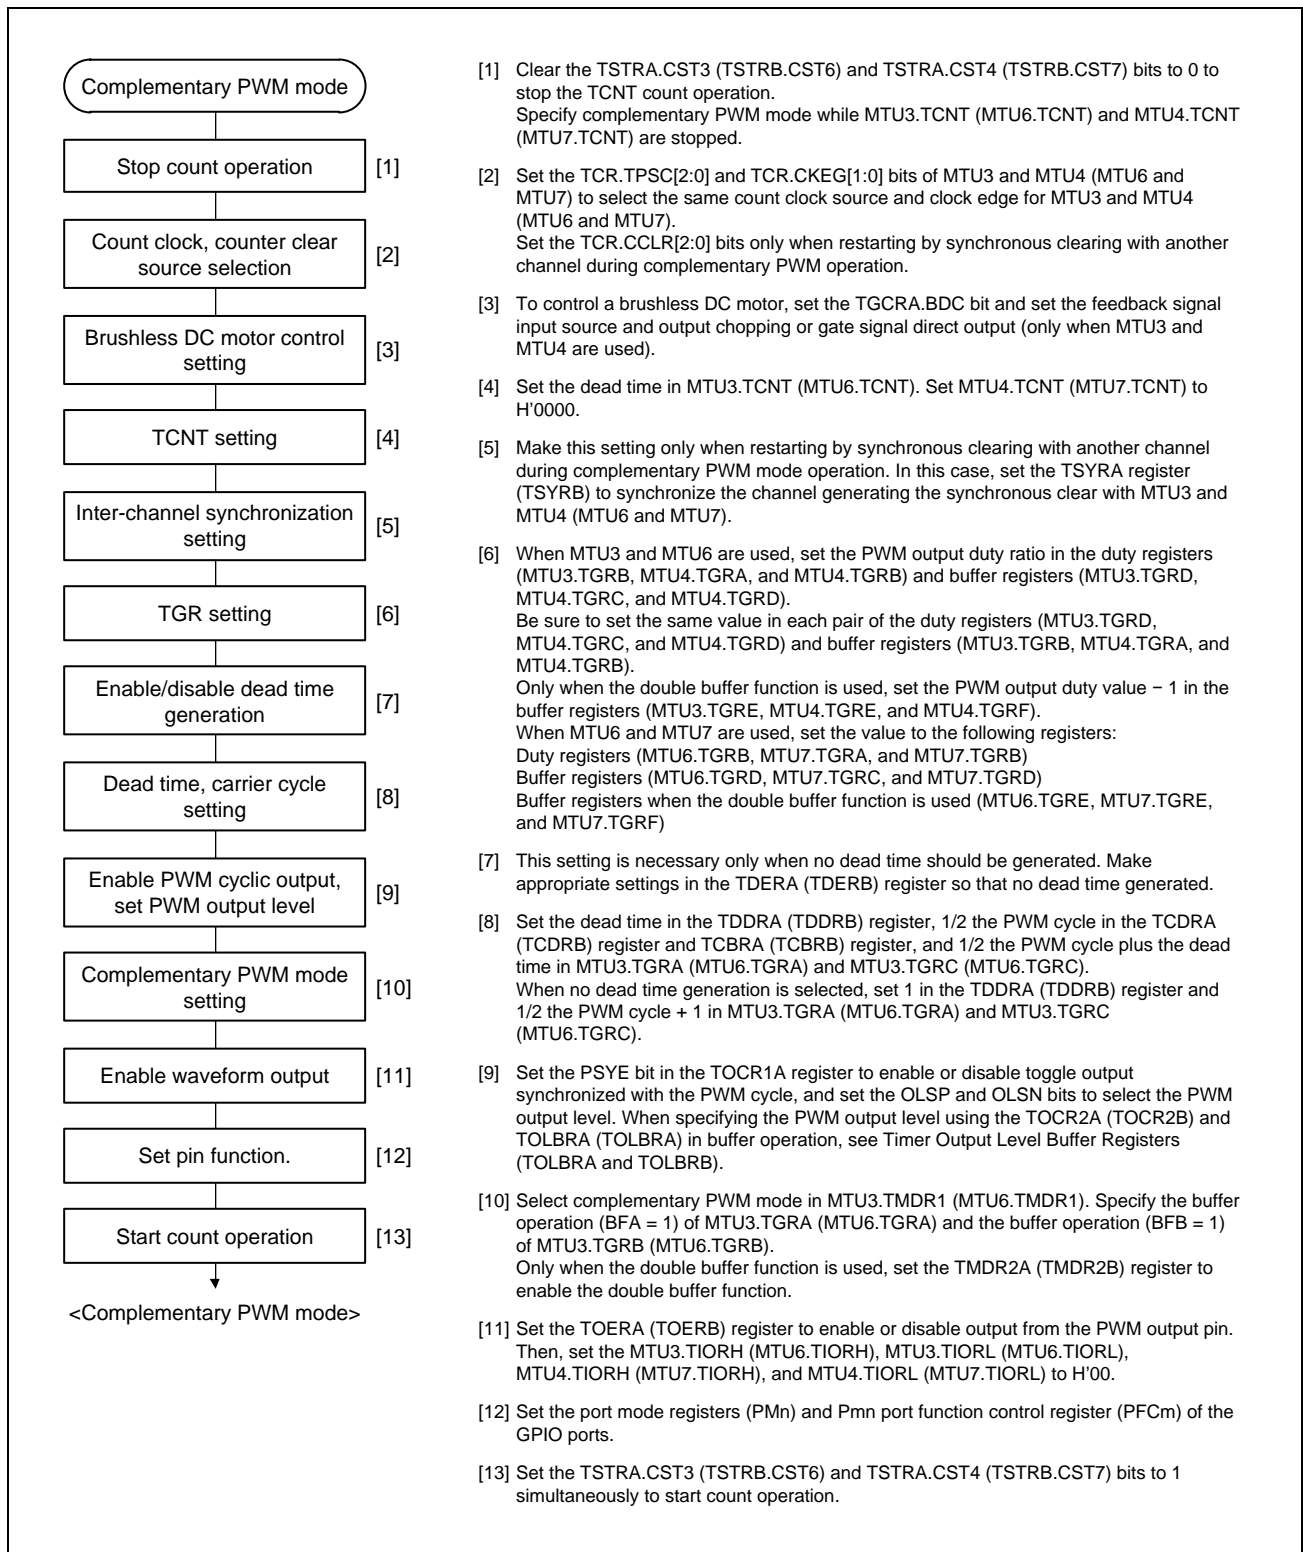 Complementary PWM mode
Stop count operation
[1]
Count clock, counter clear
source selection
[2]
Brushless DC motor control
setting
[3]
TCNT setting
[4]
Inter-channel synchronization
setting
[5]
TGR setting
[6]
Enable/disable dead time
generation
[7]
Dead time, carrier cycle
setting
[8]
Enable PWM cyclic output,
set PWM output level
[9]
Complementary PWM mode
setting
[10]
Enable waveform output
[11]
Set pin function.
[12]
Start count operation
[13]
<Complementary PWM mode>
[1] Clear the TSTRA.CST3 (TSTRB.CST6) and TSTRA.CST4 (TSTRB.CST7) bits to 0 to
stop the TCNT count operation.
Specify complementary PWM mode while MTU3.TCNT (MTU6.TCNT) and MTU4.TCNT
(MTU7.TCNT) are stopped.
[2] Set the TCR.TPSC[2:0] and TCR.CKEG[1:0] bits of MTU3 and MTU4 (MTU6 and
MTU7) to select the same count clock source and clock edge for MTU3 and MTU4
(MTU6 and MTU7).
Set the TCR.CCLR[2:0] bits only when restarting by synchronous clearing with another
channel during complementary PWM operation.
[3] To control a brushless DC motor, set the TGCRA.BDC bit and set the feedback signal
input source and output chopping or gate signal direct output (only when MTU3 and
MTU4 are used).
[4] Set the dead time in MTU3.TCNT (MTU6.TCNT). Set MTU4.TCNT (MTU7.TCNT) to
H'0000.
[5] Make this setting only when restarting by synchronous clearing with another channel
during complementary PWM mode operation. In this case, set the TSYRA register
(TSYRB) to synchronize the channel generating the synchronous clear with MTU3 and
MTU4 (MTU6 and MTU7).
[6] When MTU3 and MTU6 are used, set the PWM output duty ratio in the duty registers
(MTU3.TGRB, MTU4.TGRA, and MTU4.TGRB) and buffer registers (MTU3.TGRD,
MTU4.TGRC, and MTU4.TGRD).
Be sure to set the same value in each pair of the duty registers (MTU3.TGRD,
MTU4.TGRC, and MTU4.TGRD) and buffer registers (MTU3.TGRB, MTU4.TGRA, and
MTU4.TGRB).
Only when the double buffer function is used, set the PWM output duty value − 1 in the
buffer registers (MTU3.TGRE, MTU4.TGRE, and MTU4.TGRF).
When MTU6 and MTU7 are used, set the value to the following registers:
Duty registers (MTU6.TGRB, MTU7.TGRA, and MTU7.TGRB)
Buffer registers (MTU6.TGRD, MTU7.TGRC, and MTU7.TGRD)
Buffer registers when the double buffer function is used (MTU6.TGRE, MTU7.TGRE,
and MTU7.TGRF)
[7] This setting is necessary only when no dead time should be generated. Make
appropriate settings in the TDERA (TDERB) register so that no dead time generated.
[8] Set the dead time in the TDDRA (TDDRB) register, 1/2 the PWM cycle in the TCDRA
(TCDRB) register and TCBRA (TCBRB) register, and 1/2 the PWM cycle plus the dead
time in MTU3.TGRA (MTU6.TGRA) and MTU3.TGRC (MTU6.TGRC).
When no dead time generation is selected, set 1 in the TDDRA (TDDRB) register and
1/2 the PWM cycle + 1 in MTU3.TGRA (MTU6.TGRA) and MTU3.TGRC
(MTU6.TGRC).
[9] Set the PSYE bit in the TOCR1A register to enable or disable toggle output
synchronized with the PWM cycle, and set the OLSP and OLSN bits to select the PWM
output level. When specifying the PWM output level using the TOCR2A (TOCR2B) and
TOLBRA (TOLBRA) in buffer operation, see Timer Output Level Buffer Registers
(TOLBRA and TOLBRB).
[10] Select complementary PWM mode in MTU3.TMDR1 (MTU6.TMDR1). Specify the buffer
operation (BFA = 1) of MTU3.TGRA (MTU6.TGRA) and the buffer operation (BFB = 1)
of MTU3.TGRB (MTU6.TGRB).
Only when the double buffer function is used, set the TMDR2A (TMDR2B) register to
enable the double buffer function.
[11] Set the TOERA (TOERB) register to enable or disable output from the PWM output pin.
Then, set the MTU3.TIORH (MTU6.TIORH), MTU3.TIORL (MTU6.TIORL),
MTU4.TIORH (MTU7.TIORH), and MTU4.TIORL (MTU7.TIORL) to H'00.
[12] Set the port mode registers (PMn) and Pmn port function control register (PFCm) of the
GPIO ports.
[13] Set the TSTRA.CST3 (TSTRB.CST6) and TSTRA.CST4 (TSTRB.CST7) bits to 1
simultaneously to start count operation.